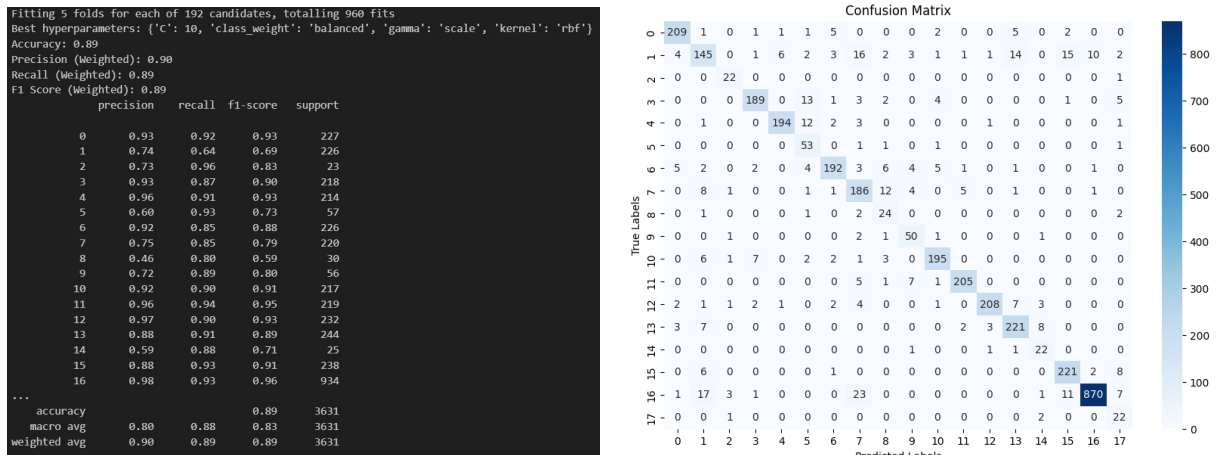 Fitting 5 folds for each of 192 candidates, totalling 960 fits
Best hyperparameters: {'C': 10, 'class_weight': 'balanced', 'gamma': 'scale', 'kernel': 'rbf'}
Accuracy: 0.89
Precision (Weighted): 0.90
Recall (Weighted): 0.89
F1 Score (Weighted): 0.89
precision recall f1-score support
0 0.93 0.92 0.93 227
1 0.74 0.64 0.69 226
2 0.73 0.96 0.83 23
3 0.93 0.87 0.90 218
4 0.96 0.91 0.93 214
5 0.60 0.93 0.73 57
6 0.92 0.85 0.88 226
7 0.75 0.85 0.79 220
8 0.46 0.80 0.59 30
9 0.72 0.89 0.80 56
10 0.92 0.90 0.91 217
11 0.96 0.94 0.95 219
12 0.97 0.90 0.93 232
13 0.88 0.91 0.89 244
14 0.59 0.88 0.71 25
15 0.88 0.93 0.91 238
16 0.98 0.93 0.96 934
...
accuracy 0.89 3631
macro avg 0.80 0.88 0.83 3631
weighted avg 0.90 0.89 0.89 3631
Confusion Matrix
True Labels
0 209 1 0 1 1 1 5 0 0 0 2 0 0 5 0 2 0 0
1 4 145 0 1 6 2 3 16 2 3 1 1 1 14 0 15 10 2
2 0 0 22 0 0 0 0 0 0 0 0 0 0 0 0 0 0 1
3 0 0 0 189 0 13 1 3 2 0 4 0 0 0 0 1 0 5
4 0 1 0 0 194 12 2 3 0 0 0 0 1 0 0 0 0 1
5 0 0 0 0 0 53 0 1 1 0 1 0 0 0 0 0 0 1
6 5 2 0 2 0 4 192 3 6 4 5 1 0 1 0 0 1 0
7 0 8 1 0 0 1 1 186 12 4 0 5 0 1 0 0 1 0
8 0 1 0 0 0 1 0 2 24 0 0 0 0 0 0 0 0 2
9 0 0 1 0 0 0 0 2 1 50 1 0 0 0 1 0 0 0
10 0 6 1 7 0 2 2 1 3 0 195 0 0 0 0 0 0 0
11 0 0 0 0 0 0 0 5 1 7 1 205 0 0 0 0 0 0
12 2 1 1 2 1 0 2 4 0 0 1 0 208 7 3 0 0 0
13 3 7 0 0 0 0 0 0 0 0 0 2 3 221 8 0 0 0
14 0 0 0 0 0 0 0 0 0 1 0 0 1 1 22 0 0 0
15 0 6 0 0 0 0 1 0 0 0 0 0 0 0 0 221 2 8
16 1 17 3 1 0 0 0 23 0 0 0 0 0 0 1 11 870 7
17 0 0 1 0 0 0 0 0 0 0 0 0 0 0 2 0 0 22
0 1 2 3 4 5 6 7 8 9 10 11 12 13 14 15 16 17
Predicted Labels
800
700
600
500
400
300
200
100
0